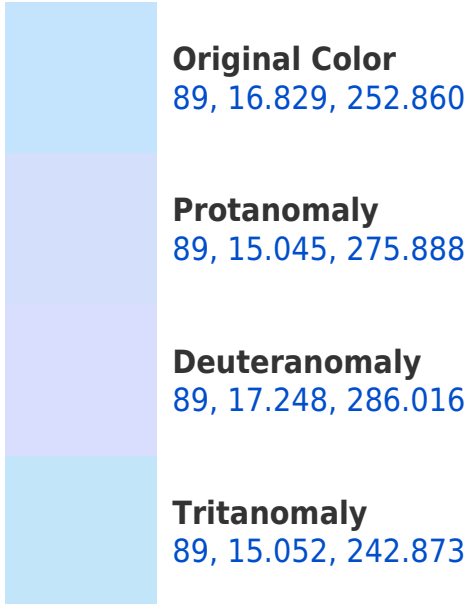 Original Color
89, 16.829, 252.860
Protanomaly
89, 15.045, 275.888
Deuteranomaly
89, 17.248, 286.016
Tritanomaly
89, 15.052, 242.873